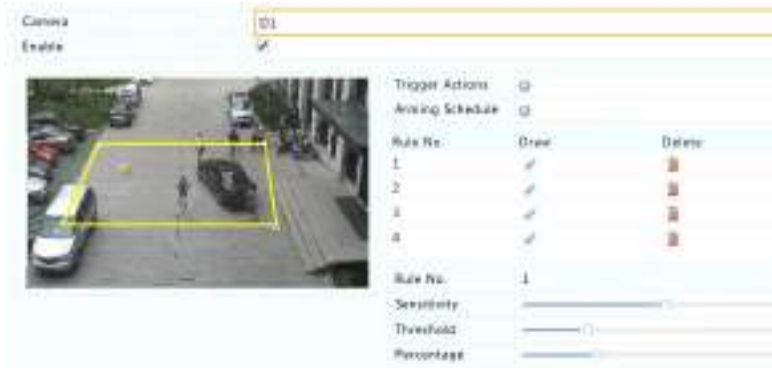 Camera D1
Enable
Trigger Actions
Arming Schedule
Rule No. Draw Delete
1
2
3
4
Rule No. 1
Sensitivity
Threshold
Percentage